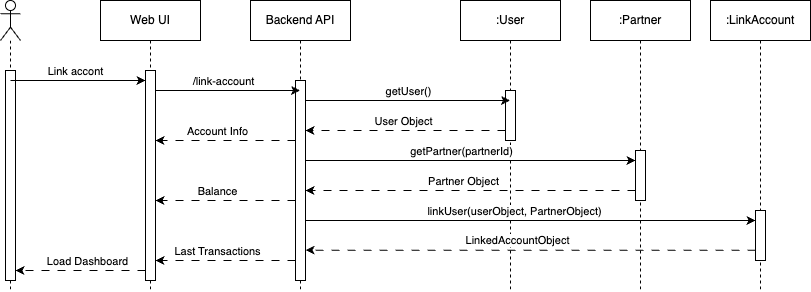 Web UI
Backend API
:User
:Partner
:LinkAccount
Link accont
/link-account
getUser()
User Object
Account Info
getPartner(partnerId)
Partner Object
Balance
linkUser(userObject, PartnerObject)
LinkedAccountObject
Last Transactions
Load Dashboard